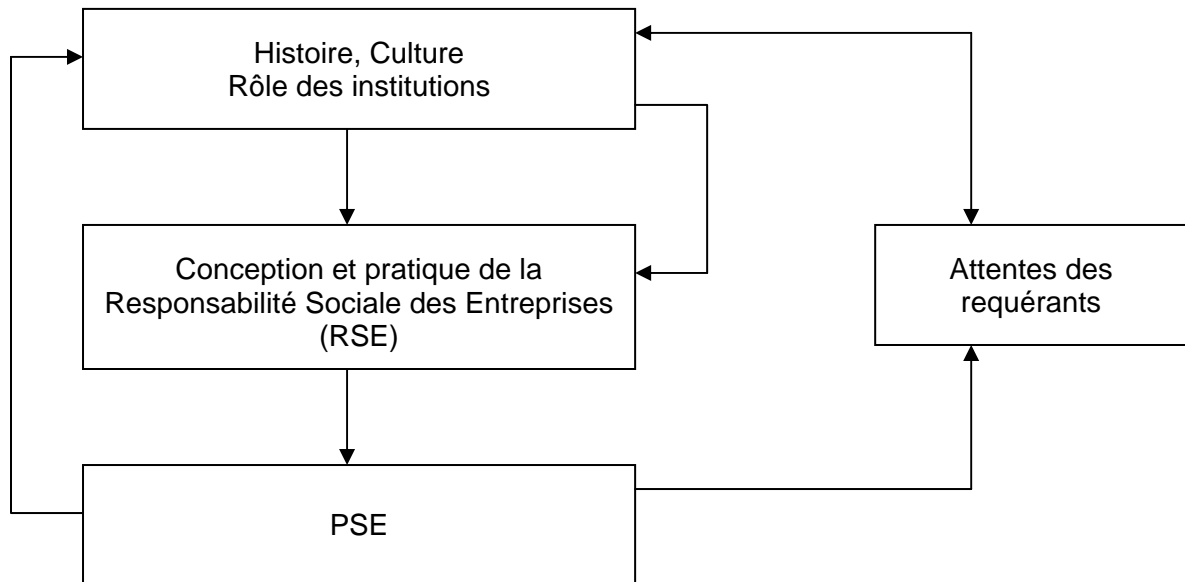 Histoire, Culture
Rôle des institutions
Conception et pratique de la
Responsabilité Sociale des Entreprises
(RSE)
Attentes des
requérants
PSE